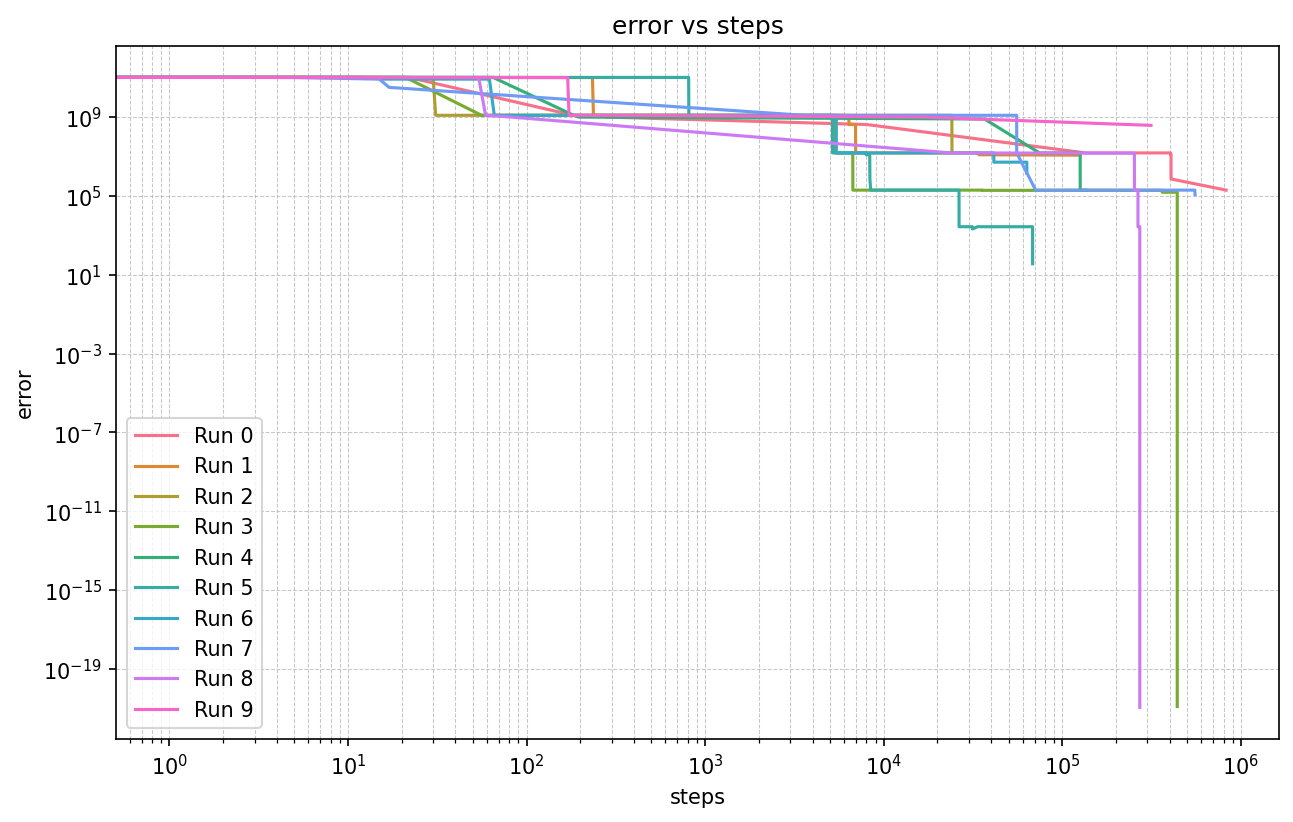 error vs steps
error
10^9
10^5
10^1
10^-3
10^-7
10^-11
10^-15
10^-19
Run 0
Run 1
Run 2
Run 3
Run 4
Run 5
Run 6
Run 7
Run 8
Run 9
10^0 10^1 10^2 10^3 10^4 10^5 10^6
steps